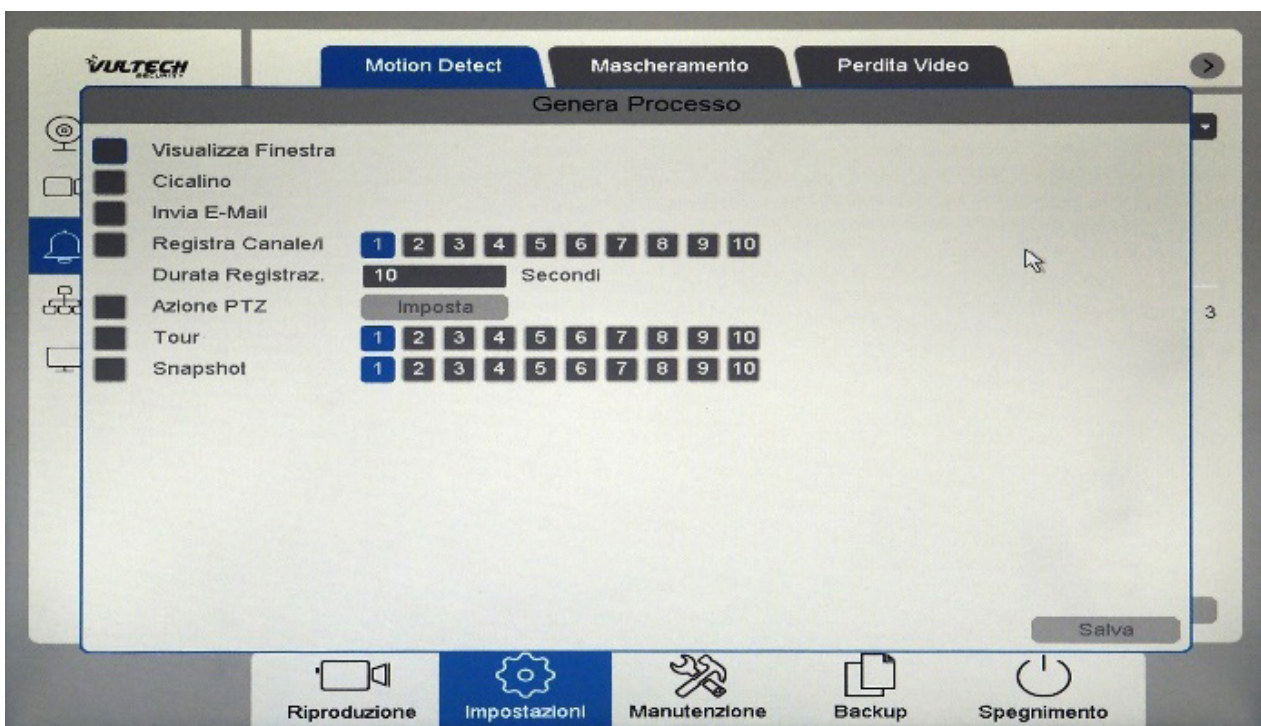 VULTECH
SECURITY
Motion Detect Mascheramento Perdita Video >
Genera Processo
Visualizza Finestra
Cicalino
Invia E-Mail
Registra Canale/i 1 2 3 4 5 6 7 8 9 10
Durata Registraz. 10 Secondi
Azione PTZ Imposta
3
Tour 1 2 3 4 5 6 7 8 9 10
Snapshot 1 2 3 4 5 6 7 8 9 10
Salva
Riproduzione Impostazioni Manutenzione Backup Spegnimento